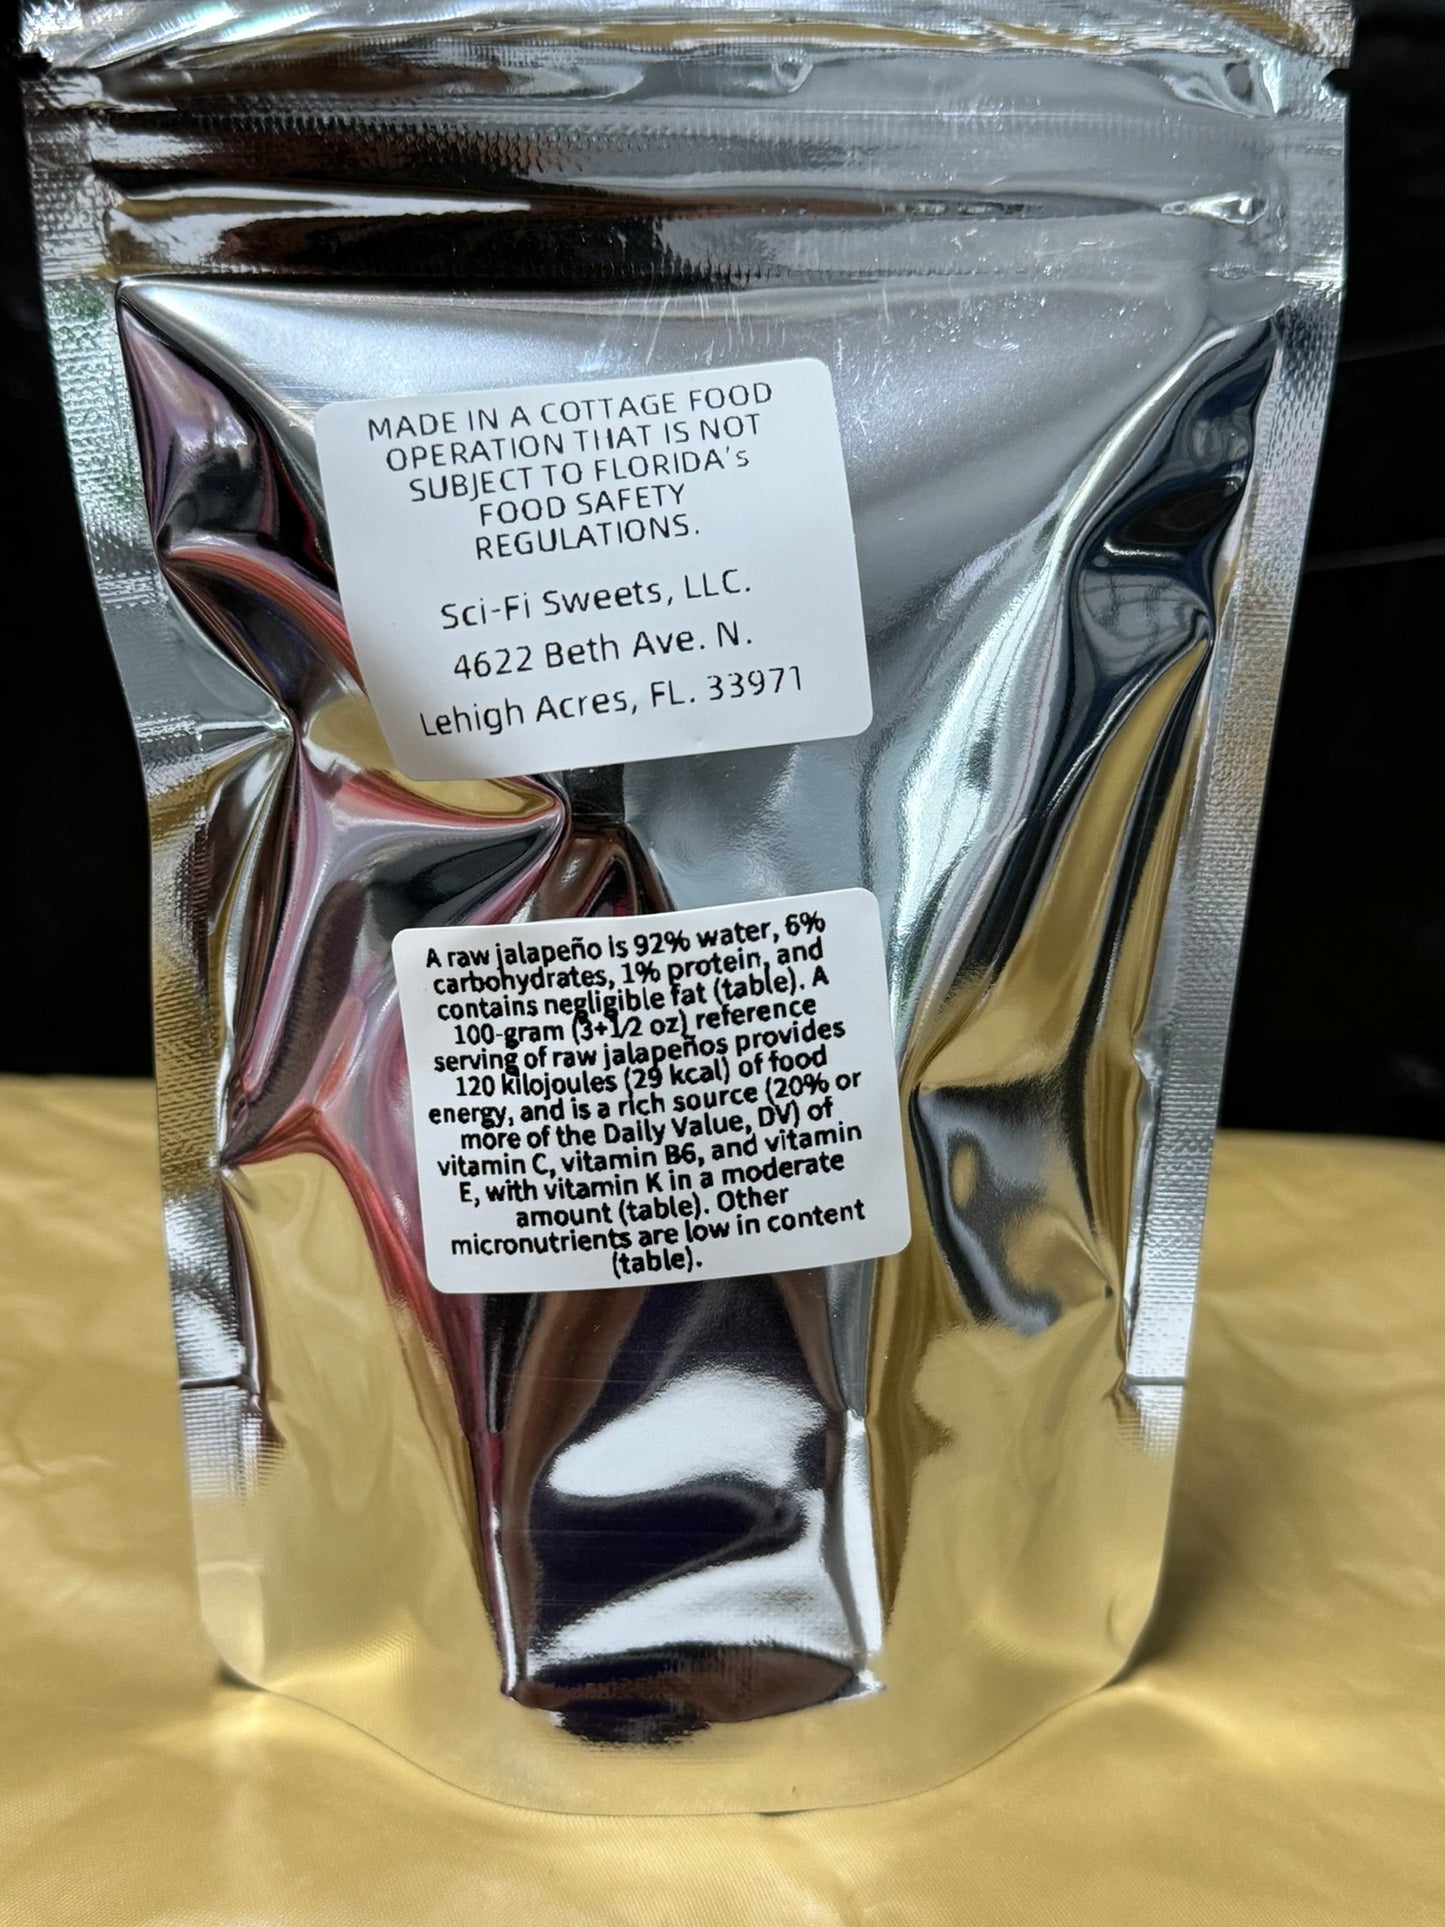 MADE IN A COTTAGE FOOD
OPERATION THAT IS NOT
SUBJECT TO FLORIDA's
FOOD SAFETY
REGULATIONS.
Sci-Fi Sweets, LLC.
4622 Beth Ave. N.
Lehigh Acres, FL. 33971
A raw jalapeño is 92% water, 6%
carbohydrates, 1% protein, and
contains negligible fat (table). A
100-gram (3+1⁄2 oz) reference
serving of raw jalapeños provides
120 kilojoules (29 kcal) of food
energy, and is a rich source (20% or
more of the Daily Value, DV) of
vitamin C, vitamin B6, and vitamin
E, with vitamin K in a moderate
amount (table). Other
micronutrients are low in content
(table).